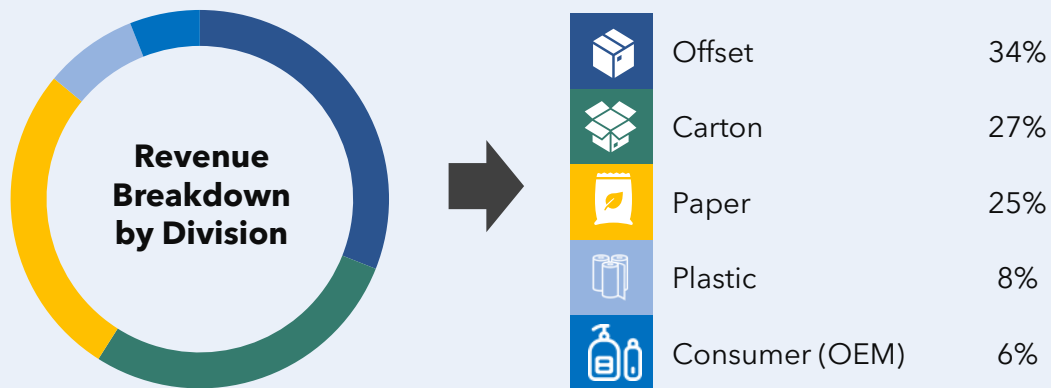 Revenue
Breakdown
by Division
Offset 34%
Carton 27%
Paper 25%
Plastic 8%
Consumer (OEM) 6%